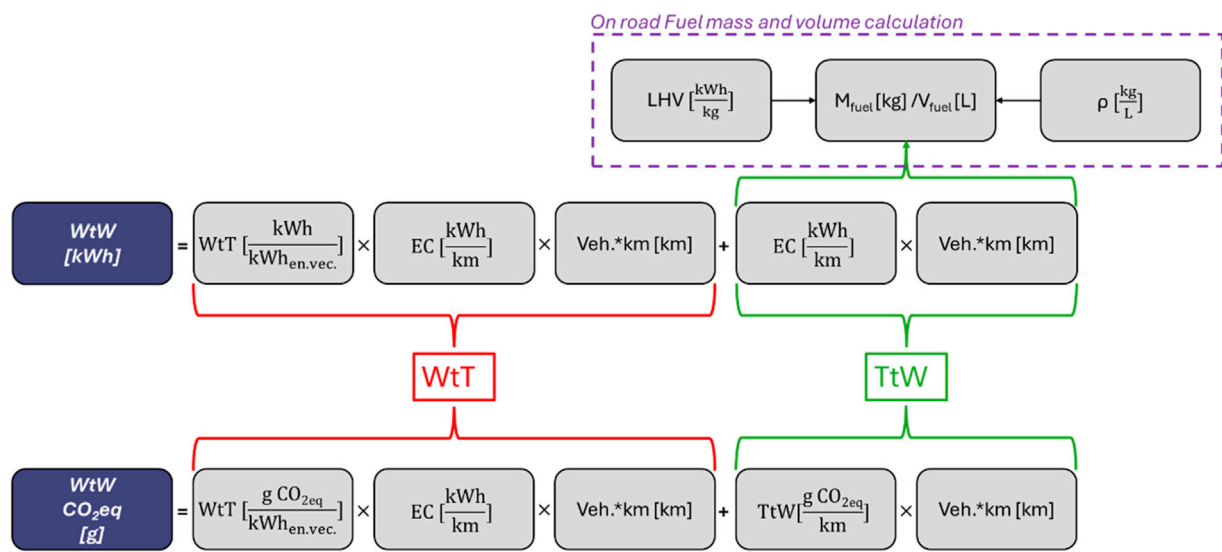 On road Fuel mass and volume calculation
LHV [kWh/kg]
M_fuel [kg] /V_fuel [L]
ρ [kg/L]
WtW
[kWh]
= WtT [kWh/kWh_en.vec.] × EC [kWh/km] × Veh.*km [km] + EC [kWh/km] × Veh.*km [km]
WtT
TtW
WtW
CO₂eq
[g]
= WtT [g CO_2eq/kWh_en.vec.] × EC [kWh/km] × Veh.*km [km] + TtW[g CO_2eq/km] × Veh.*km [km]